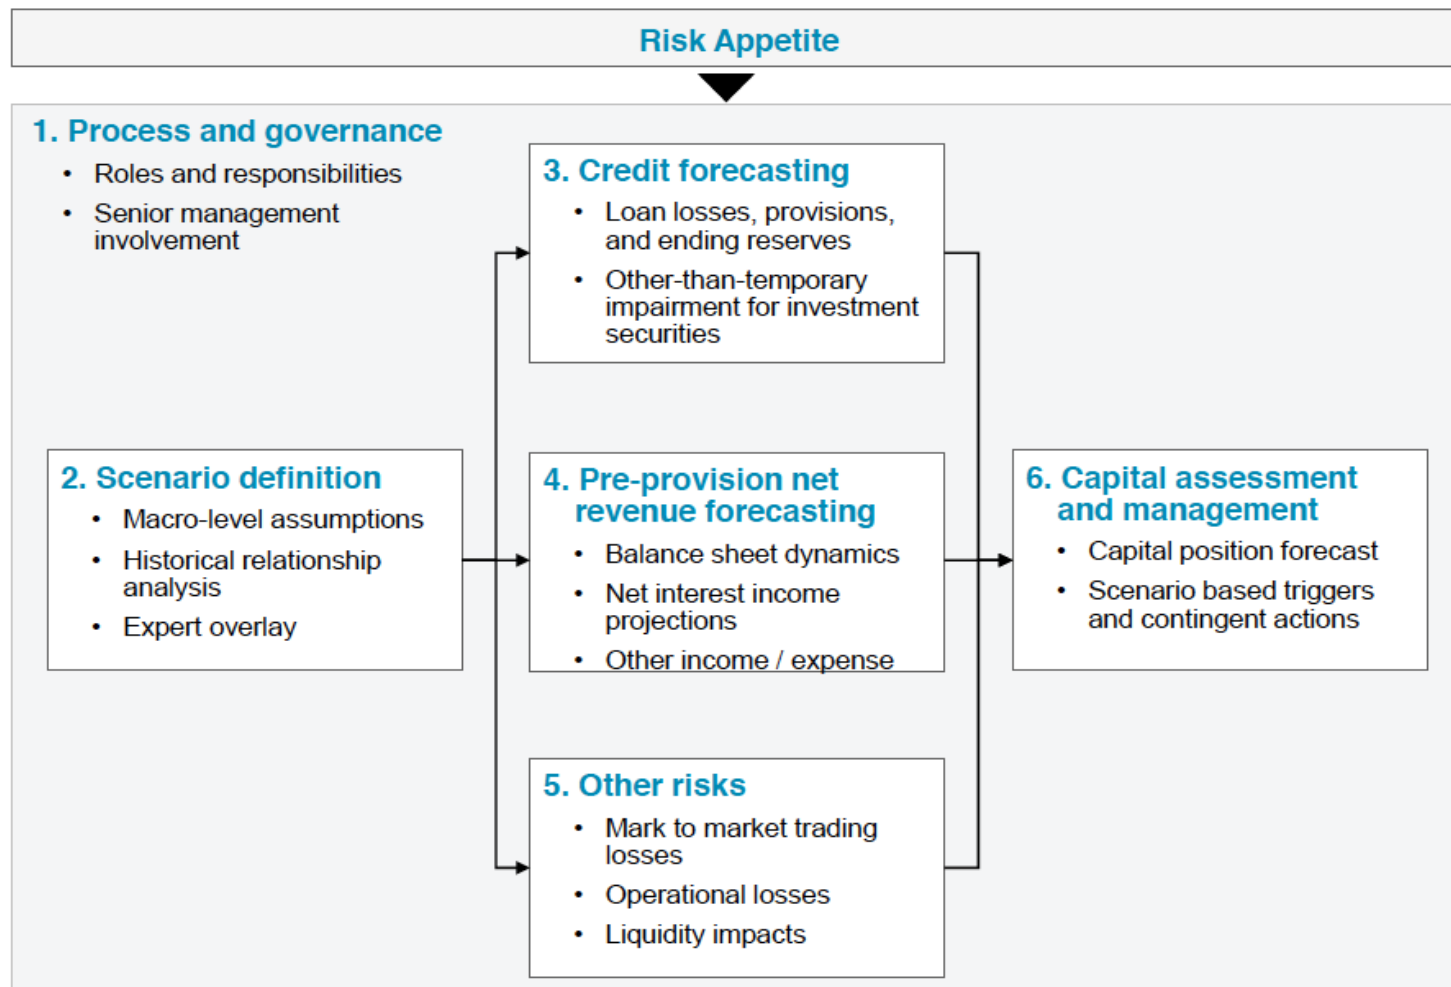 Risk Appetite
1. Process and governance
• Roles and responsibilities
• Senior management
involvement
2. Scenario definition
• Macro-level assumptions
• Historical relationship
analysis
• Expert overlay
3. Credit forecasting
• Loan losses, provisions,
and ending reserves
• Other-than-temporary
impairment for investment
securities
4. Pre-provision net
revenue forecasting
• Balance sheet dynamics
• Net interest income
projections
• Other income / expense
5. Other risks
• Mark to market trading
losses
• Operational losses
• Liquidity impacts
6. Capital assessment
and management
• Capital position forecast
• Scenario based triggers
and contingent actions